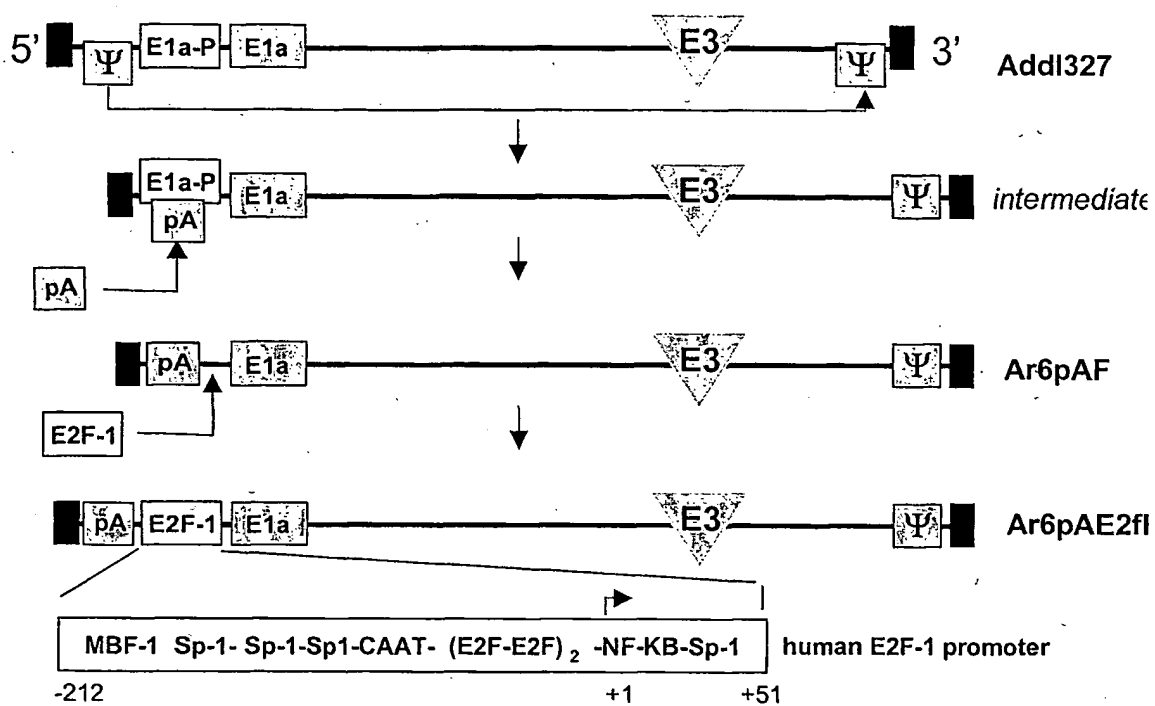 5' Ψ E1a-P E1a E3 Ψ 3' Addl327
E1a-P E1a E3 Ψ intermediate
pA
pA
pA E1a E3 Ψ Ar6pAF
E2F-1
pA E2F-1 E1a E3 Ψ Ar6pAE2fF
MBF-1 Sp-1- Sp-1-Sp1-CAAT- (E2F-E2F) 2 -NF-KB-Sp-1 human E2F-1 promoter
-212 +1 +51